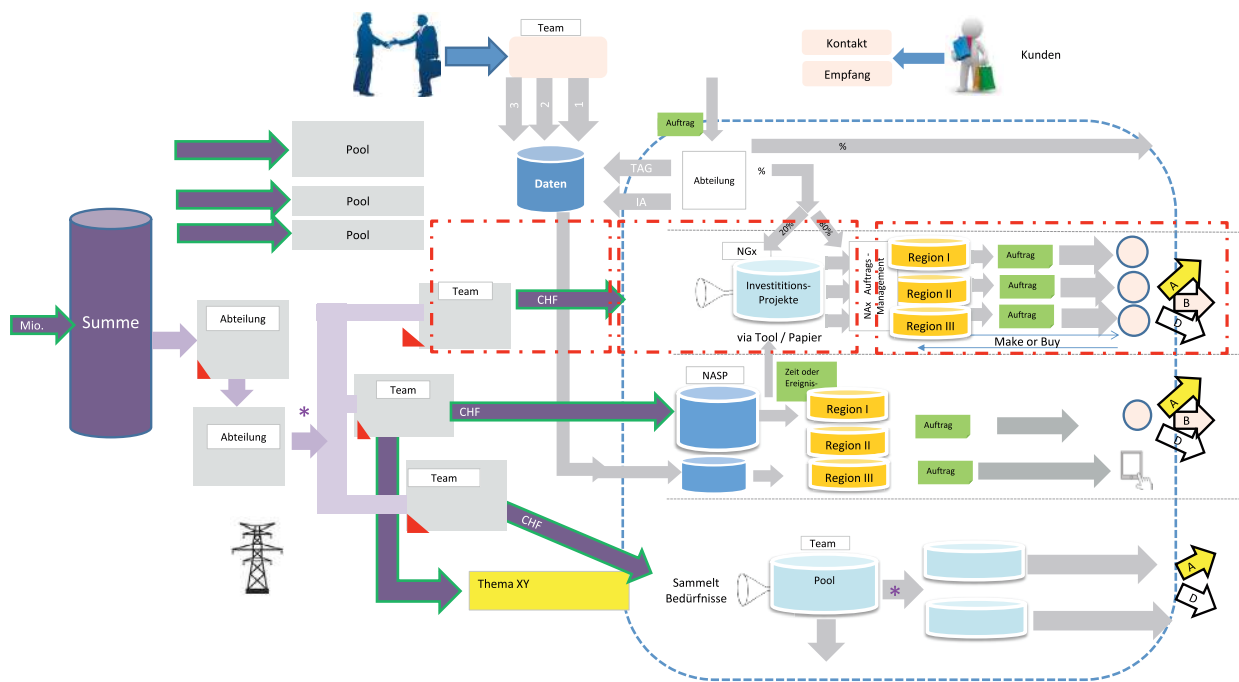 Team
Kontakt
Empfang
Kunden
3
2
1
Auftrag
Pool
Pool
Pool
Daten
TAG
IA
Abteilung
%
%
20%
80%
NGx
Investititions-
Projekte
via Tool / Papier
NAx Auftrags -
Management
Region I
Region II
Region III
Auftrag
Auftrag
Auftrag
Make or Buy
A
B
D
Mio.
Summe
Abteilung
Abteilung
*
Team
CHF
Team
CHF
Team
CHF
NASP
Zeit oder
Ereignis-
Region I
Region II
Region III
Auftrag
Auftrag
A
B
D
Thema XY
Sammelt
Bedürfnisse
Team
Pool
*
A
D